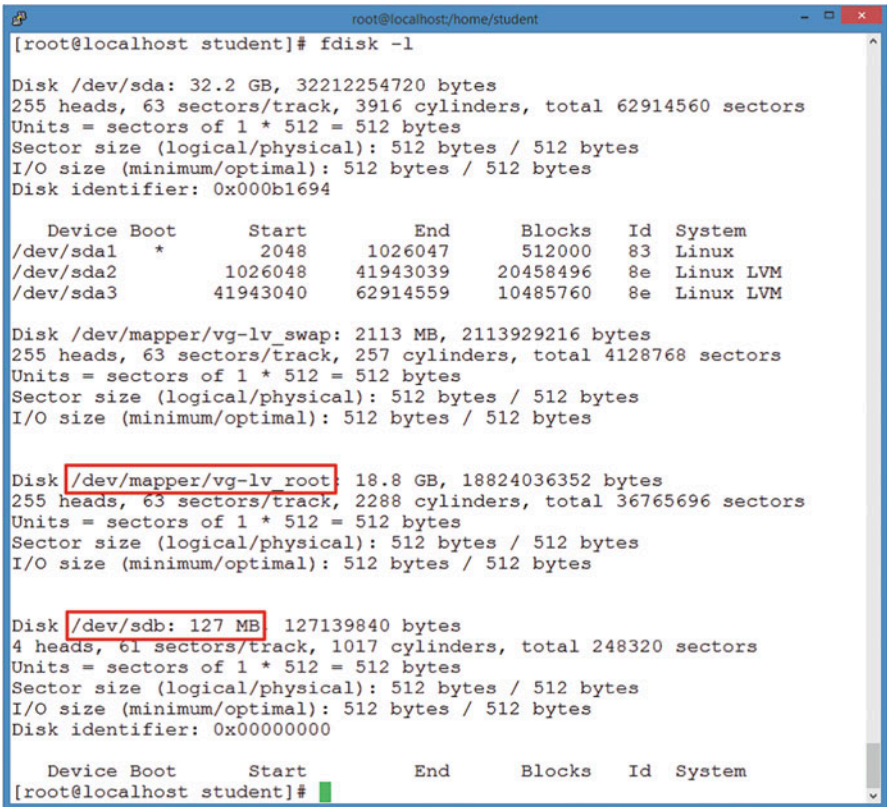 root@localhost:/home/student
[root@localhost student]# fdisk -l
Disk /dev/sda: 32.2 GB, 32212254720 bytes
255 heads, 63 sectors/track, 3916 cylinders, total 62914560 sectors
Units = sectors of 1 * 512 = 512 bytes
Sector size (logical/physical): 512 bytes / 512 bytes
I/O size (minimum/optimal): 512 bytes / 512 bytes
Disk identifier: 0x000b1694
Device Boot Start End Blocks Id System
/dev/sda1 * 2048 1026047 512000 83 Linux
/dev/sda2 1026048 41943039 20458496 8e Linux LVM
/dev/sda3 41943040 62914559 10485760 8e Linux LVM
Disk /dev/mapper/vg-lv_swap: 2113 MB, 2113929216 bytes
255 heads, 63 sectors/track, 257 cylinders, total 4128768 sectors
Units = sectors of 1 * 512 = 512 bytes
Sector size (logical/physical): 512 bytes / 512 bytes
I/O size (minimum/optimal): 512 bytes / 512 bytes
Disk /dev/mapper/vg-lv_root: 18.8 GB, 18824036352 bytes
255 heads, 63 sectors/track, 2288 cylinders, total 36765696 sectors
Units = sectors of 1 * 512 = 512 bytes
Sector size (logical/physical): 512 bytes / 512 bytes
I/O size (minimum/optimal): 512 bytes / 512 bytes
Disk /dev/sdb: 127 MB, 127139840 bytes
4 heads, 61 sectors/track, 1017 cylinders, total 248320 sectors
Units = sectors of 1 * 512 = 512 bytes
Sector size (logical/physical): 512 bytes / 512 bytes
I/O size (minimum/optimal): 512 bytes / 512 bytes
Disk identifier: 0x00000000
Device Boot Start End Blocks Id System
[root@localhost student]#